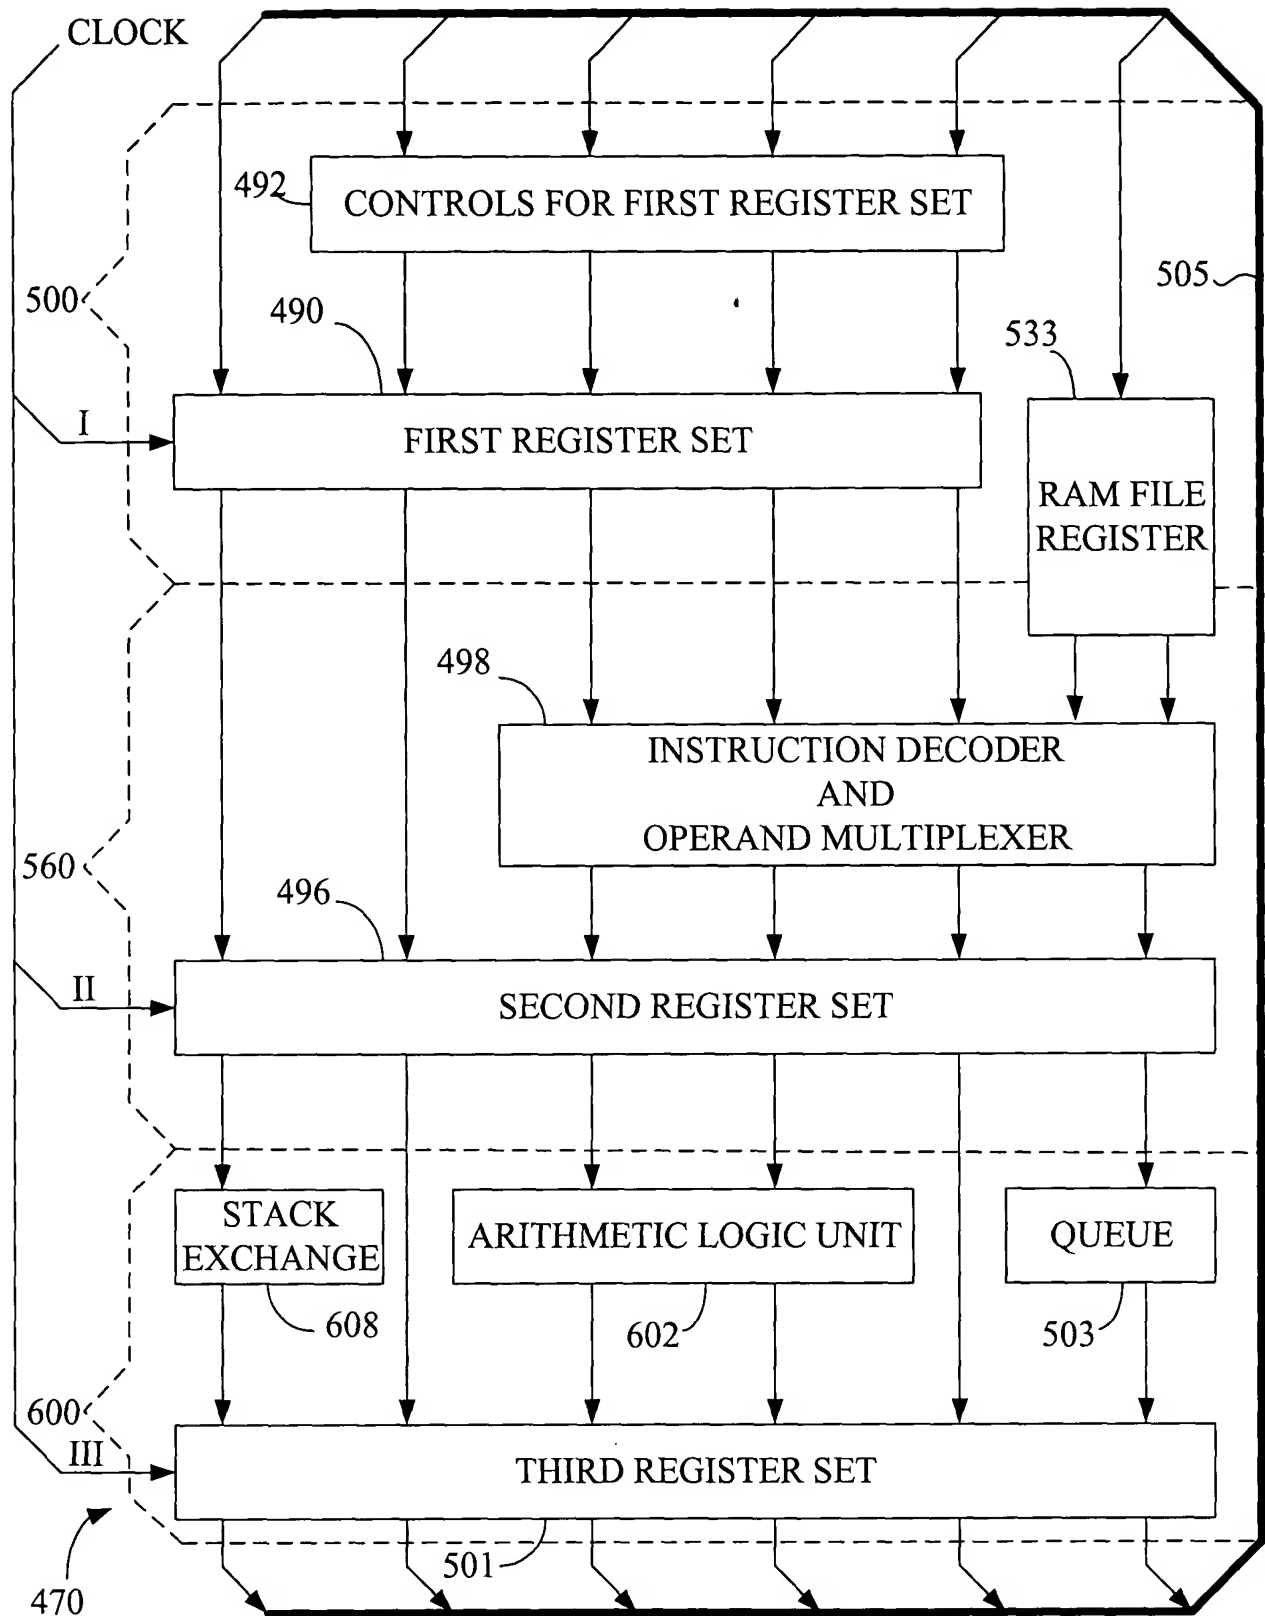 CLOCK
492
CONTROLS FOR FIRST REGISTER SET
505
500
490
533
I
FIRST REGISTER SET
RAM FILE
REGISTER
498
INSTRUCTION DECODER
AND
OPERAND MULTIPLEXER
560
496
II
SECOND REGISTER SET
STACK
EXCHANGE
ARITHMETIC LOGIC UNIT
QUEUE
608
602
503
600
III
THIRD REGISTER SET
501
470